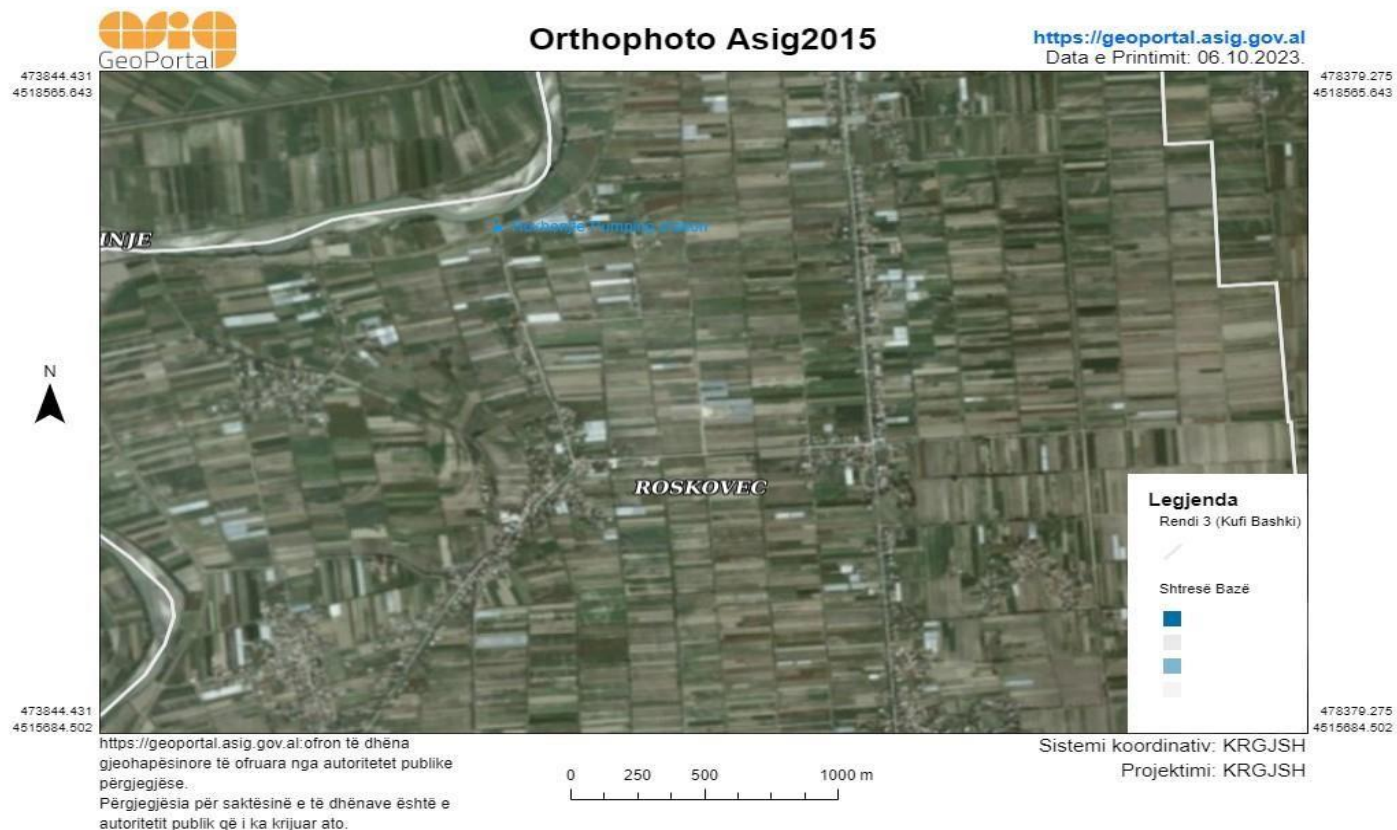 asig
GeoPortal
Orthophoto Asig2015
https://geoportal.asig.gov.al
Data e Printimit: 06.10.2023.
473844.431
4518565.643
478379.275
4518565.643
INJE
Pumping station
N
ROSKOVEC
Legjenda
Rendi 3 (Kufi Bashki)
Shtresë Bazë
473844.431
4515684.502
478379.275
4515684.502
https://geoportal.asig.gov.al:ofron të dhëna
gjeohapësinore të ofruara nga autoritetet publike
përgjegjëse.
Përgjegjësia për saktësinë e të dhënave është e
autoritetit publik që i ka krijuar ato.
0 250 500 1000 m
Sistemi koordinativ: KRGJSH
Projektimi: KRGJSH